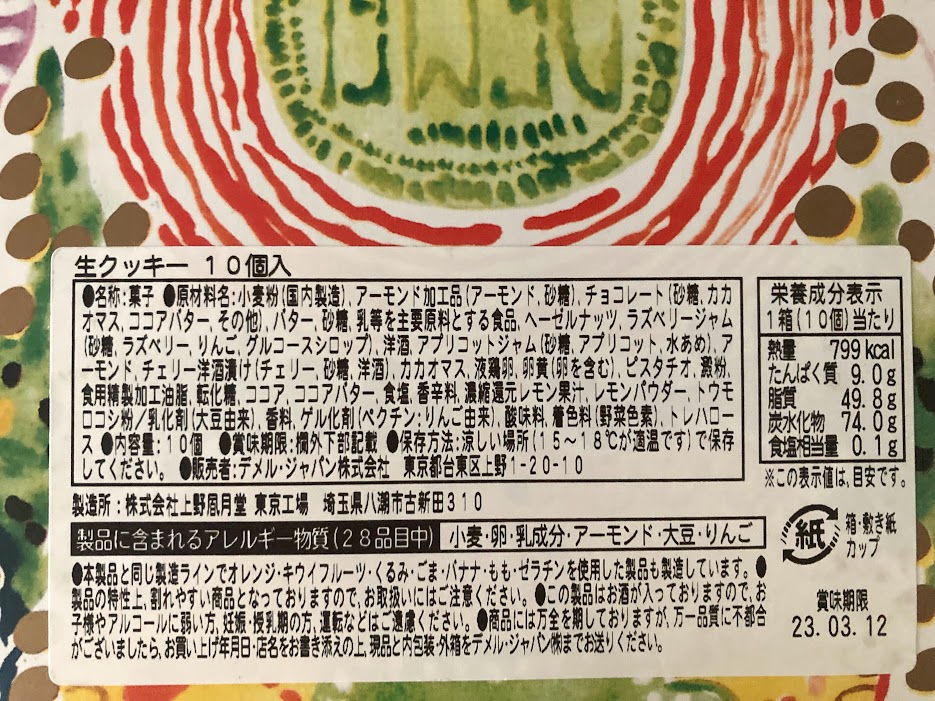 DEMEL
生クッキー １０個入
●名称：菓子 ●原材料名：小麦粉（国内製造）、アーモンド加工品（アーモンド、砂糖）、チョコレート（砂糖、カカ
オマス、ココアバター、その他）、バター、砂糖、乳等を主要原料とする食品、ヘーゼルナッツ、ラズベリージャム
（砂糖、ラズベリー、りんご、グルコースシロップ）、洋酒、アプリコットジャム（砂糖、アプリコット、水あめ）、ア
ーモンド、チェリー洋酒漬け（チェリー、砂糖、洋酒）、カカオマス、液鶏卵、卵黄（卵を含む）、ピスタチオ、澱粉、
食用精製加工油脂、転化糖、ココア、ココアバター、食塩、香辛料、濃縮還元レモン果汁、レモンパウダー、トウモ
ロコシ粉／乳化剤（大豆由来）、香料、ゲル化剤（ペクチン：りんご由来）、酸味料、着色料（野菜色素）、トレハロー
ス ●内容量：１０個 ●賞味期限：欄外下部記載 ●保存方法：涼しい場所（１５～１８℃が適温です）で保存
してください。 ●販売者：デメル・ジャパン株式会社 東京都台東区上野1-20-10
栄養成分表示
１箱（１０個）当たり
熱量 799 kcal
たんぱく質 9.0g
脂質 49.8g
炭水化物 74.0g
食塩相当量 0.1g
※この表示値は、目安です。
製造所：株式会社上野凮月堂 東京工場 埼玉県八潮市古新田３１０
製品に含まれるアレルギー物質（２８品目中） 小麦・卵・乳成分・アーモンド・大豆・りんご
紙 箱・敷き紙
カップ
●本製品と同じ製造ラインでオレンジ・キウイフルーツ・くるみ・ごま・バナナ・もも・ゼラチンを使用した製品も製造しています。●
製品の特性上、割れやすい商品となっておりますので、お取扱いにはご注意ください。●この製品はお酒が入っておりますので、お
子様やアルコールに弱い方、妊娠・授乳期の方、運転などはご遠慮ください。●商品には万全を期しておりますが、万一品質に不都合
がございましたら、お買い上げ年月日・店名をお書き添えの上、現品と内包装・外箱をデメル・ジャパン㈱までお送りください。
賞味期限
23.03.12